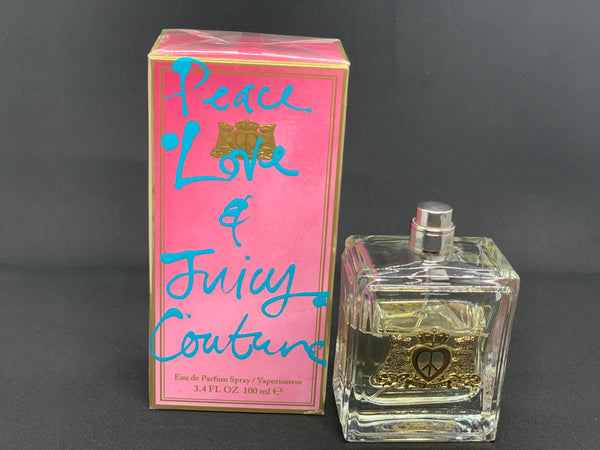 Peace
Love
&
Juicy
Couture
Eau de Parfum Spray / Vaporisateur
3.4 FL OZ 100 ml ℮